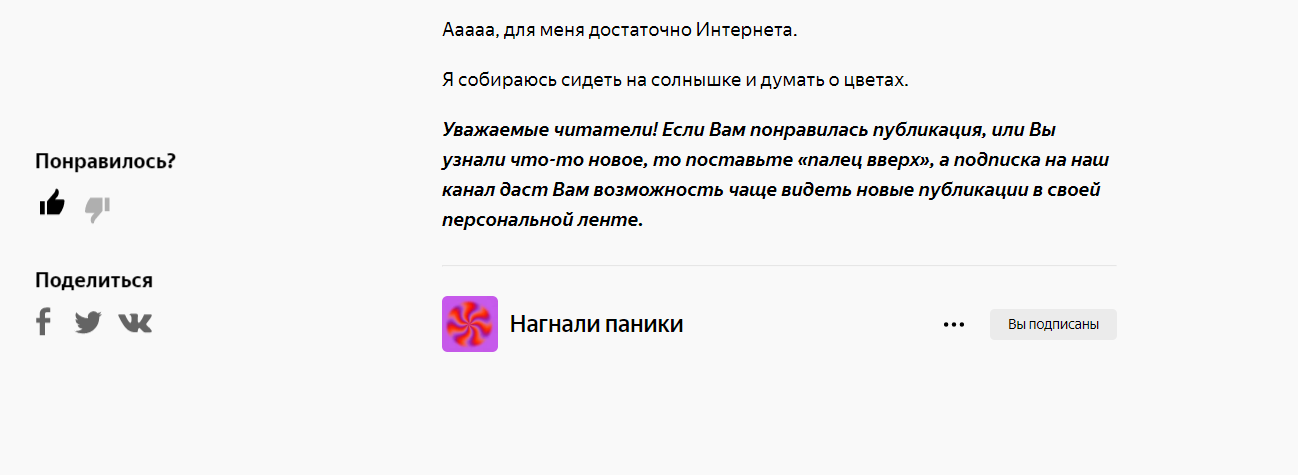 Ааааа, для меня достаточно Интернета.
Я собираюсь сидеть на солнышке и думать о цветах.
Уважаемые читатели! Если Вам понравилась публикация, или Вы
узнали что-то новое, то поставьте «палец вверх», а подписка на наш
канал даст Вам возможность чаще видеть новые публикации в своей
персональной ленте.
Понравилось?
Поделиться
Нагнали паники
Вы подписаны